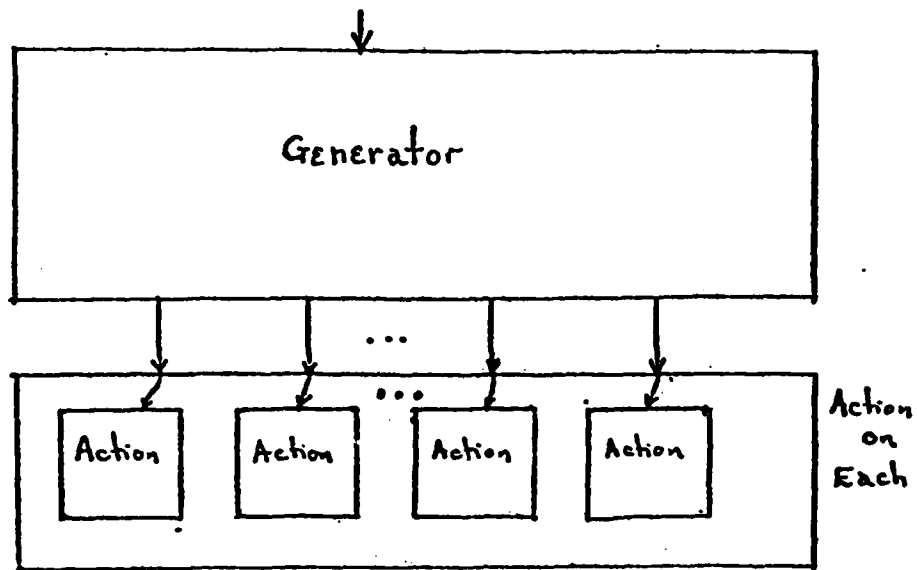 Generator
...
...
Action
Action
Action
Action
Action
on
Each